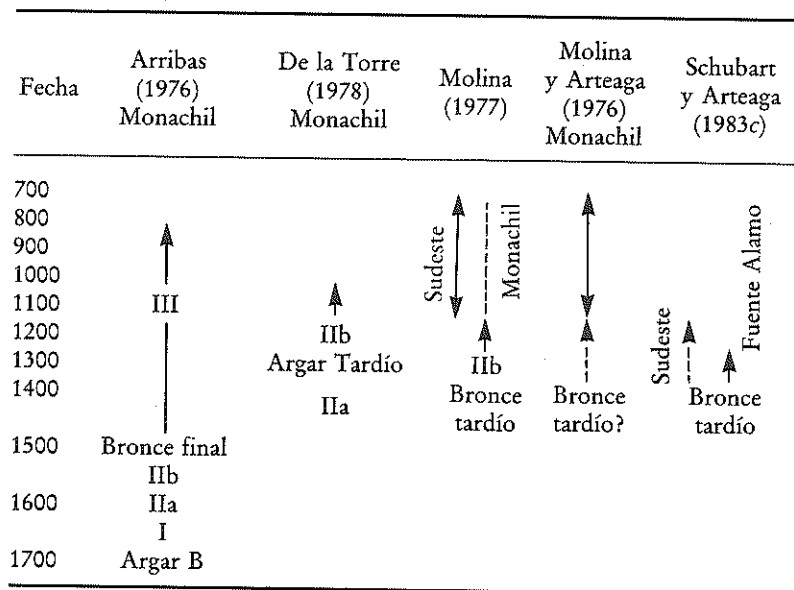 Fecha
Arribas
(1976)
Monachil
De la Torre
(1978)
Monachil
Molina
(1977)
Molina
y Arteaga
(1976)
Monachil
Schubart
y Arteaga
(1983c)
700
800
900
1000
1100
1200
1300
1400
1500
1600
1700
III
Bronce final
IIb
IIa
I
Argar B
IIb
Argar Tardío
IIa
Sudeste
Monachil
IIb
Bronce
tardío
Bronce
tardío?
Sudeste
Fuente Alamo
Bronce
tardío